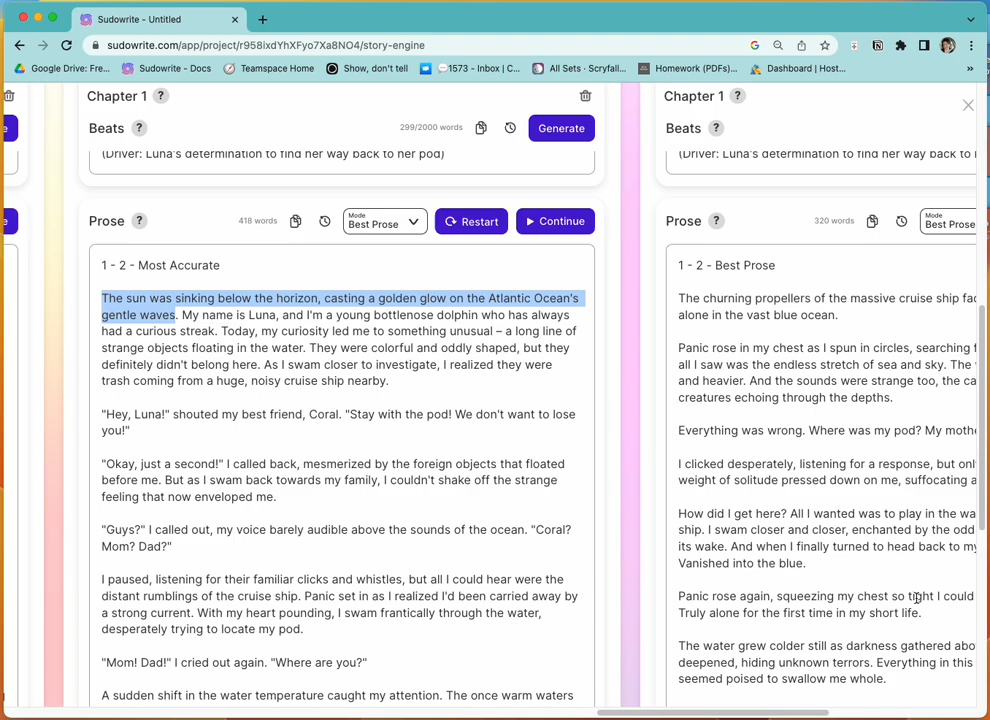 Sudowrite - Untitled
sudowrite.com/app/project/r958ixdYhXFyo7Xa8NO4/story-engine
Google Drive: Fre...
Sudowrite - Docs
Teamspace Home
Show, don't tell
1573 - Inbox | C...
All Sets · Scryfall...
Homework (PDFs)...
Dashboard | Host...
»
Chapter 1 ?
Beats ?
299/2000 words
Generate
(Driver: Luna's determination to find her way back to her pod)
Prose ?
418 words
Mode
Best Prose
Restart
Continue
1 - 2 - Most Accurate
The sun was sinking below the horizon, casting a golden glow on the Atlantic Ocean's
gentle waves. My name is Luna, and I'm a young bottlenose dolphin who has always
had a curious streak. Today, my curiosity led me to something unusual – a long line of
strange objects floating in the water. They were colorful and oddly shaped, but they
definitely didn't belong here. As I swam closer to investigate, I realized they were
trash coming from a huge, noisy cruise ship nearby.
"Hey, Luna!" shouted my best friend, Coral. "Stay with the pod! We don't want to lose
you!"
"Okay, just a second!" I called back, mesmerized by the foreign objects that floated
before me. But as I swam back towards my family, I couldn't shake off the strange
feeling that now enveloped me.
"Guys?" I called out, my voice barely audible above the sounds of the ocean. "Coral?
Mom? Dad?"
I paused, listening for their familiar clicks and whistles, but all I could hear were the
distant rumblings of the cruise ship. Panic set in as I realized I'd been carried away by
a strong current. With my heart pounding, I swam frantically through the water,
desperately trying to locate my pod.
"Mom! Dad!" I cried out again. "Where are you?"
A sudden shift in the water temperature caught my attention. The once warm waters
Chapter 1 ?
Beats ?
(Driver: Luna's determination to find her way back to
Prose ?
320 words
Mode
Best Prose
1 - 2 - Best Prose
The churning propellers of the massive cruise ship fad
alone in the vast blue ocean.
Panic rose in my chest as I spun in circles, searching f
all I saw was the endless stretch of sea and sky. The
and heavier. And the sounds were strange too, the ca
creatures echoing through the depths.
Everything was wrong. Where was my pod? My mothe
I clicked desperately, listening for a response, but onl
weight of solitude pressed down on me, suffocating a
How did I get here? All I wanted was to play in the wa
ship. I swam closer and closer, enchanted by the odd
its wake. And when I finally turned to head back to my
Vanished into the blue.
Panic rose again, squeezing my chest so tight I could
Truly alone for the first time in my short life.
The water grew colder still as darkness gathered abo
deepened, hiding unknown terrors. Everything in this
seemed poised to swallow me whole.